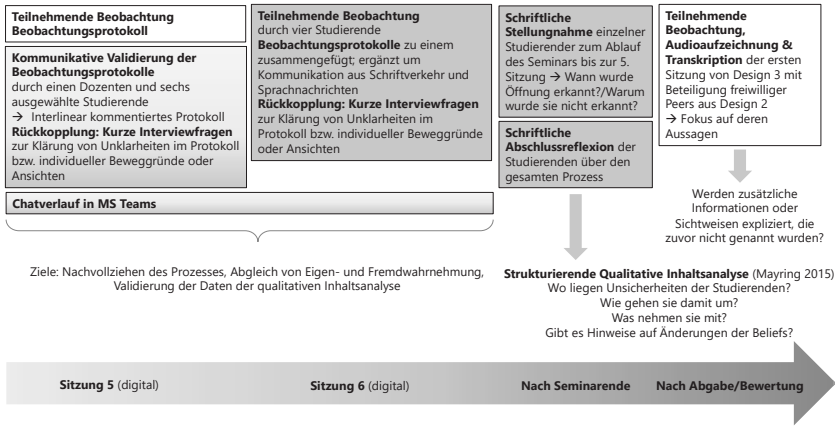 Teilnehmende Beobachtung
Beobachtungsprotokoll
Kommunikative Validierung der
Beobachtungsprotokolle
durch einen Dozenten und sechs
ausgewählte Studierende
→ Interlinear kommentiertes Protokoll
Rückkopplung: Kurze Interviewfragen
zur Klärung von Unklarheiten im Protokoll
bzw. individueller Beweggründe oder
Ansichten
Teilnehmende Beobachtung
durch vier Studierende
Beobachtungsprotokolle zu einem
zusammengefügt; ergänzt um
Kommunikation aus Schriftverkehr und
Sprachnachrichten
Rückkopplung: Kurze Interviewfragen
zur Klärung von Unklarheiten im
Protokoll bzw. individueller Beweggründe
oder Ansichten
Chatverlauf in MS Teams
Ziele: Nachvollziehen des Prozesses, Abgleich von Eigen- und Fremdwahrnehmung,
Validierung der Daten der qualitativen Inhaltsanalyse
Schriftliche
Stellungnahme einzelner
Studierender zum Ablauf
des Seminars bis zur 5.
Sitzung → Wann wurde
Öffnung erkannt?/Warum
wurde sie nicht erkannt?
Schriftliche
Abschlussreflexion der
Studierenden über den
gesamten Prozess
Teilnehmende
Beobachtung,
Audioaufzeichnung &
Transkription der ersten
Sitzung von Design 3 mit
Beteiligung freiwilliger
Peers aus Design 2
→ Fokus auf deren
Aussagen
Werden zusätzliche
Informationen oder
Sichtweisen expliziert, die
zuvor nicht genannt wurden?
Strukturierende Qualitative Inhaltsanalyse (Mayring 2015)
Wo liegen Unsicherheiten der Studierenden?
Wie gehen sie damit um?
Was nehmen sie mit?
Gibt es Hinweise auf Änderungen der Beliefs?
Sitzung 5 (digital)
Sitzung 6 (digital)
Nach Seminarende
Nach Abgabe/Bewertung